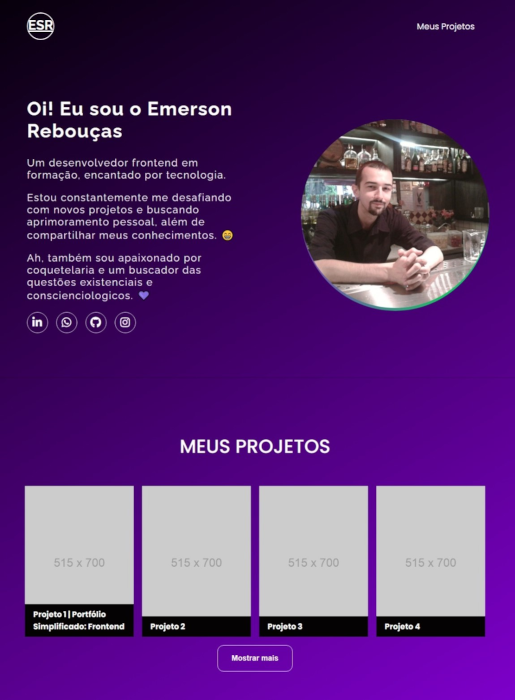 ESR
Meus Projetos
Oi! Eu sou o Emerson
Rebouças
Um desenvolvedor frontend em
formação, encantado por tecnologia.
Estou constantemente me desafiando
com novos projetos e buscando
aprimoramento pessoal, além de
compartilhar meus conhecimentos. 😁
Ah, também sou apaixonado por
coquetelaria e um buscador das
questões existenciais e
conscienciologicos. 💜
MEUS PROJETOS
515 x 700
515 x 700
515 x 700
515 x 700
Projeto 1 | Portfólio
Simplificado: Frontend
Projeto 2
Projeto 3
Projeto 4
Mostrar mais